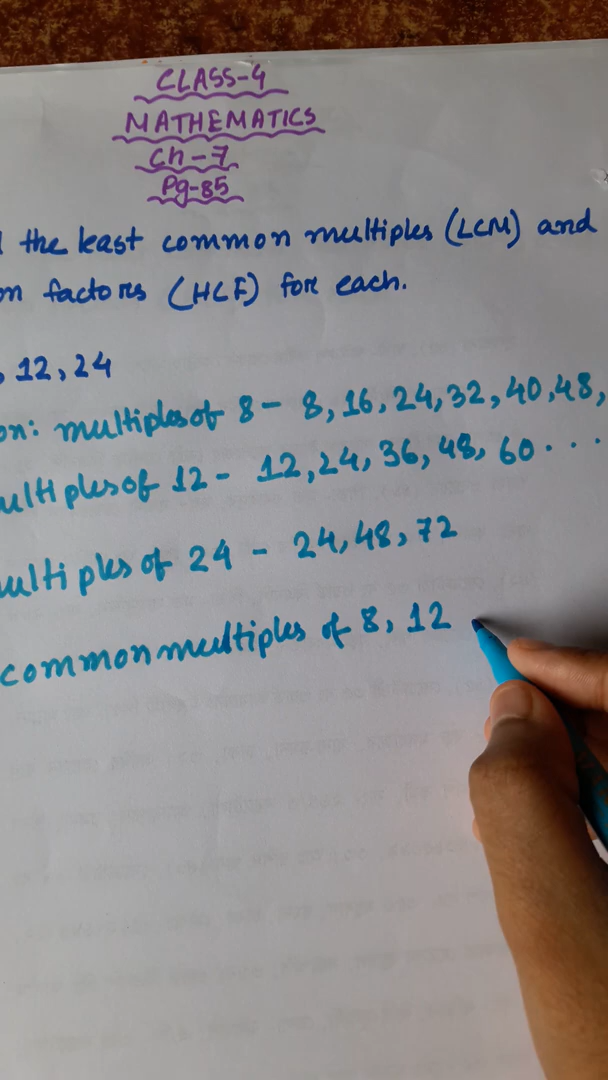 CLASS-4
MATHEMATICS
Ch-7
Pg-85
the least common multiples (LCM) and
on factors (HCF) for each.
, 12, 24
on: multiples of 8 - 8, 16, 24, 32, 40, 48,
ultiples of 12 - 12, 24, 36, 48, 60 . . .
ultiples of 24 - 24, 48, 72
common multiples of 8, 12